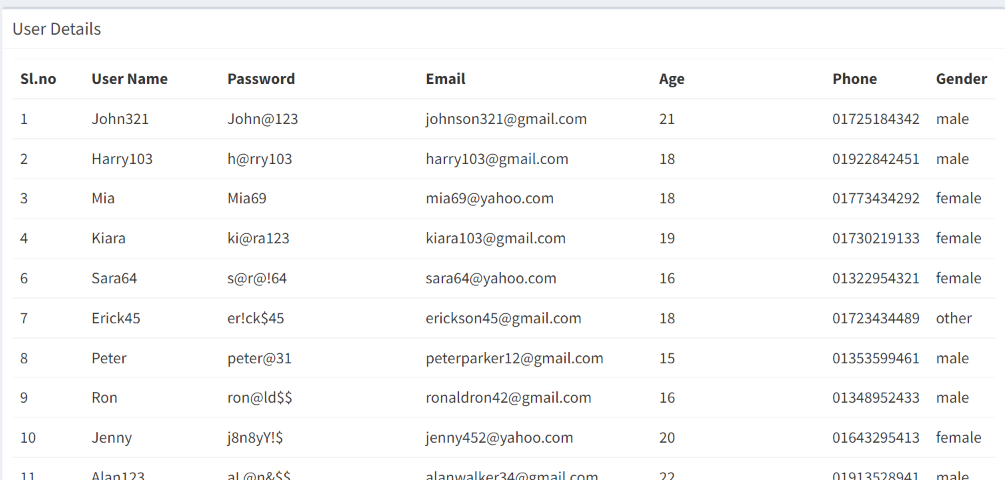 User Details
Sl.no User Name Password Email Age Phone Gender
1 John321 John@123 johnson321@gmail.com 21 01725184342 male
2 Harry103 h@rry103 harry103@gmail.com 18 01922842451 male
3 Mia Mia69 mia69@yahoo.com 18 01773434292 female
4 Kiara ki@ra123 kiara103@gmail.com 19 01730219133 female
6 Sara64 s@r@!64 sara64@yahoo.com 16 01322954321 female
7 Erick45 er!ck$45 erickson45@gmail.com 18 01723434489 other
8 Peter peter@31 peterparker12@gmail.com 15 01353599461 male
9 Ron ron@ld$$ ronaldron42@gmail.com 16 01348952433 male
10 Jenny j8n8yY!$ jenny452@yahoo.com 20 01643295413 female
11 Alan123 alanwalker34@gmail.com 22 01913528941 male